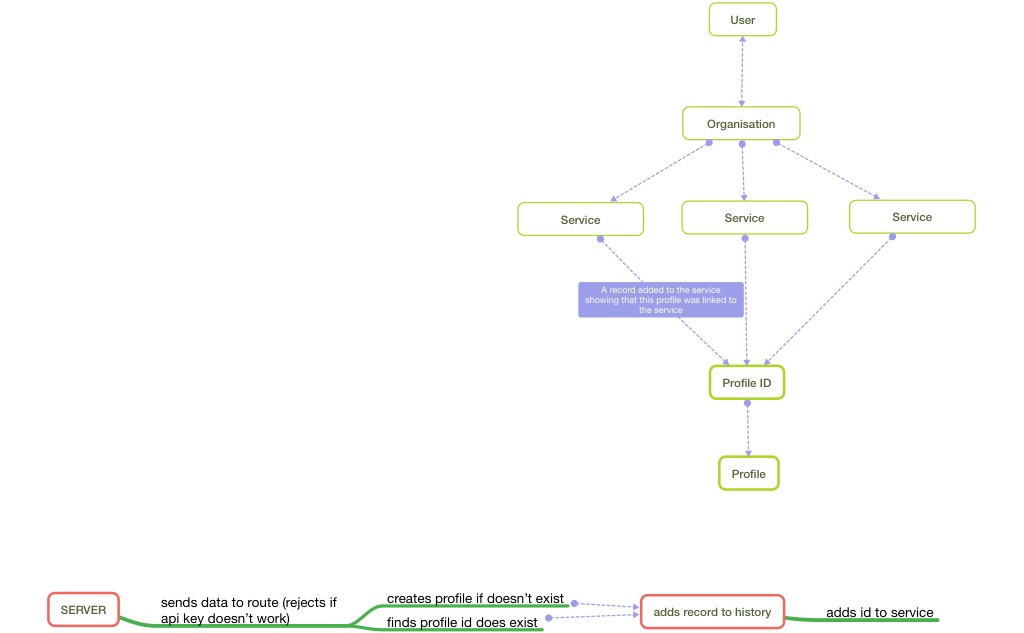 User
Organisation
Service
Service
Service
A record added to the service
showing that this profile was linked to
the service
Profile ID
Profile
SERVER
sends data to route (rejects if
api key doesn't work)
creates profile if doesn't exist
finds profile id does exist
adds record to history
adds id to service